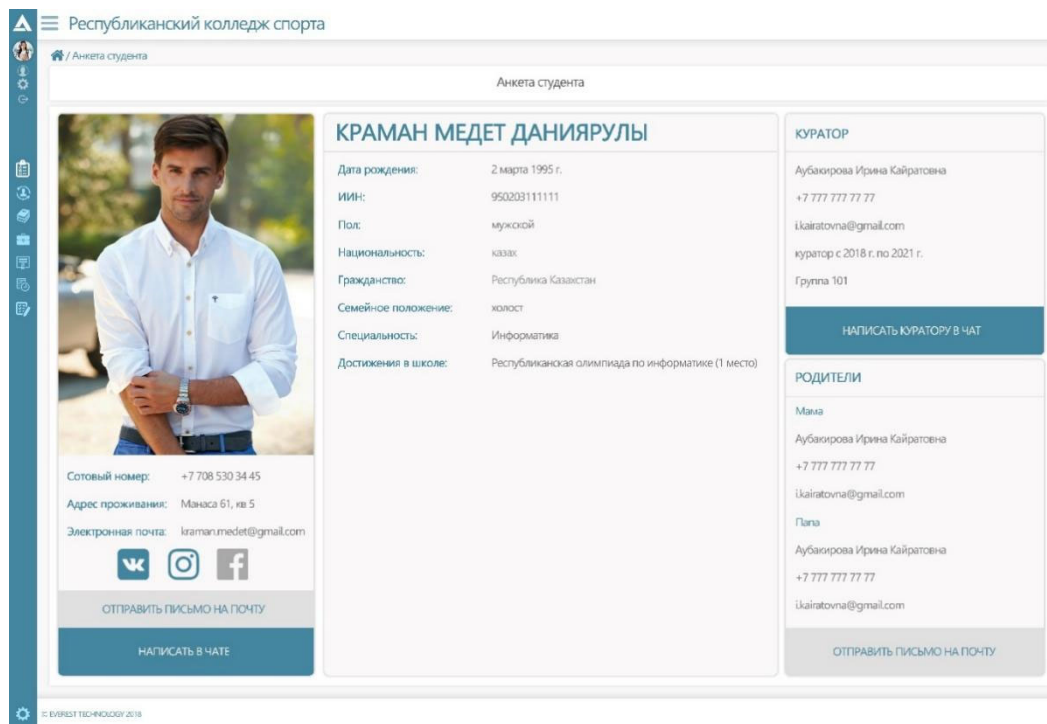 Республиканский колледж спорта
/ Анкета студента
Анкета студента
КРАМАН МЕДЕТ ДАНИЯРУЛЫ
Дата рождения: 2 марта 1995 г.
ИИН: 950203111111
Пол: мужской
Национальность: казах
Гражданство: Республика Казахстан
Семейное положение: холост
Специальность: Информатика
Достижения в школе: Республиканская олимпиада по информатике (1 место)
Сотовый номер: +7 708 530 34 45
Адрес проживания: Манаса 61, кв 5
Электронная почта: kraman.medet@gmail.com
ОТПРАВИТЬ ПИСЬМО НА ПОЧТУ
НАПИСАТЬ В ЧАТЕ
КУРАТОР
Аубакирова Ирина Кайратовна
+7 777 777 77 77
i.kairatovna@gmail.com
куратор с 2018 г. по 2021 г.
Группа 101
НАПИСАТЬ КУРАТОРУ В ЧАТ
РОДИТЕЛИ
Мама
Аубакирова Ирина Кайратовна
+7 777 777 77 77
i.kairatovna@gmail.com
Папа
Аубакирова Ирина Кайратовна
+7 777 777 77 77
i.kairatovna@gmail.com
ОТПРАВИТЬ ПИСЬМО НА ПОЧТУ
© EVEREST TECHNOLOGY 2018